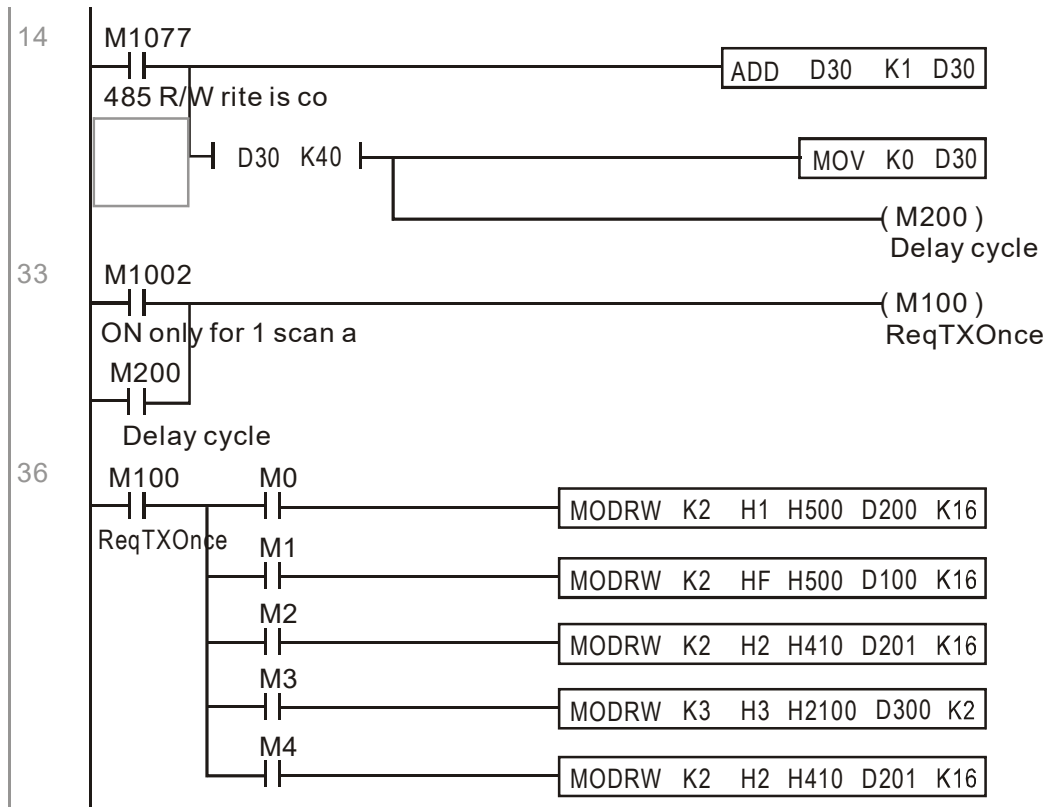 14
M1077
ADD D30 K1 D30
485 R/W rite is co
D30 K40
MOV K0 D30
( M200 )
Delay cycle
33
M1002
( M100 )
ON only for 1 scan a
ReqTXOnce
M200
Delay cycle
36
M100 M0
MODRW K2 H1 H500 D200 K16
ReqTXOnce
M1
MODRW K2 HF H500 D100 K16
M2
MODRW K2 H2 H410 D201 K16
M3
MODRW K3 H3 H2100 D300 K2
M4
MODRW K2 H2 H410 D201 K16